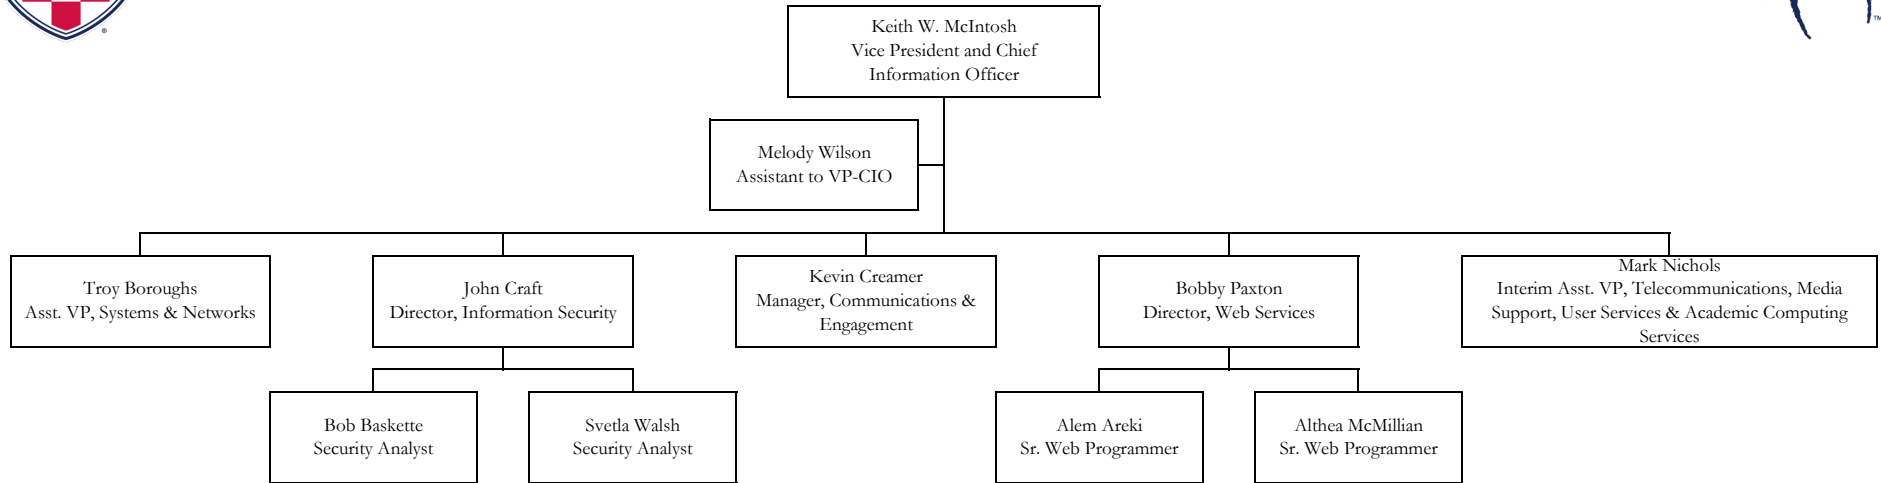 Keith W. McIntosh
Vice President and Chief
Information Officer
Melody Wilson
Assistant to VP-CIO
Troy Boroughs
Asst. VP, Systems & Networks
John Craft
Director, Information Security
Kevin Creamer
Manager, Communications &
Engagement
Bobby Paxton
Director, Web Services
Mark Nichols
Interim Asst. VP, Telecommunications, Media
Support, User Services & Academic Computing
Services
Bob Baskette
Security Analyst
Svetla Walsh
Security Analyst
Alem Areki
Sr. Web Programmer
Althea McMillian
Sr. Web Programmer
®
TM